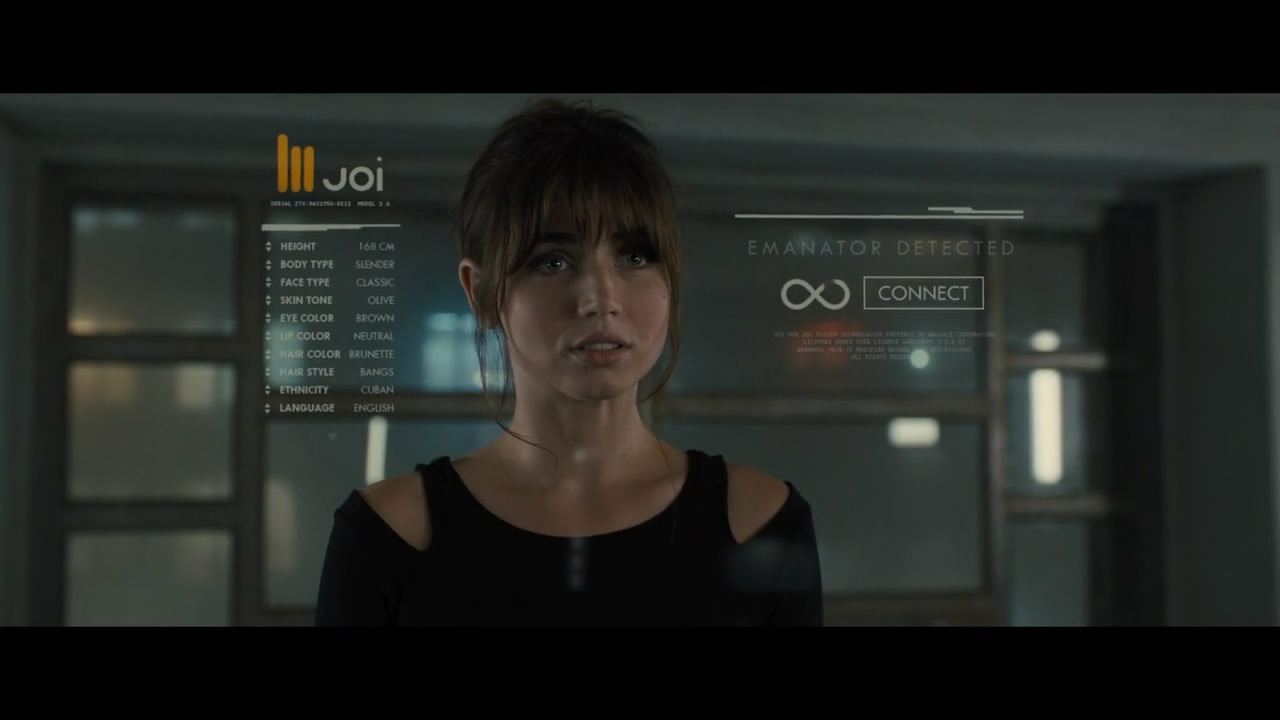 JOI
HEIGHT 168 CM
BODY TYPE SLENDER
FACE TYPE CLASSIC
SKIN TONE OLIVE
EYE COLOR BROWN
LIP COLOR NEUTRAL
HAIR COLOR BRUNETTE
HAIR STYLE BANGS
ETHNICITY CUBAN
LANGUAGE ENGLISH
EMANATOR DETECTED
CONNECT